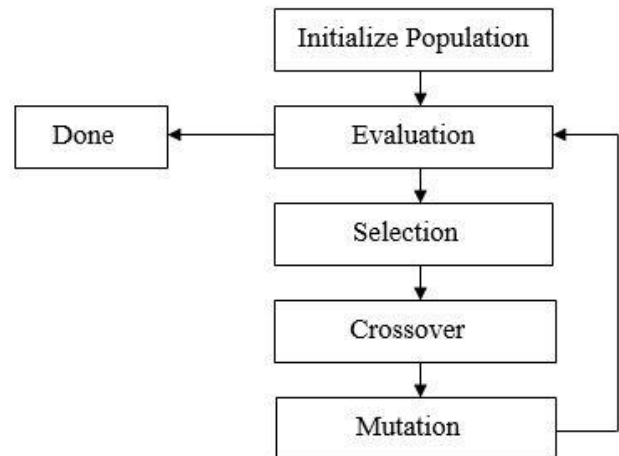 Initialize Population
Done
Evaluation
Selection
Crossover
Mutation